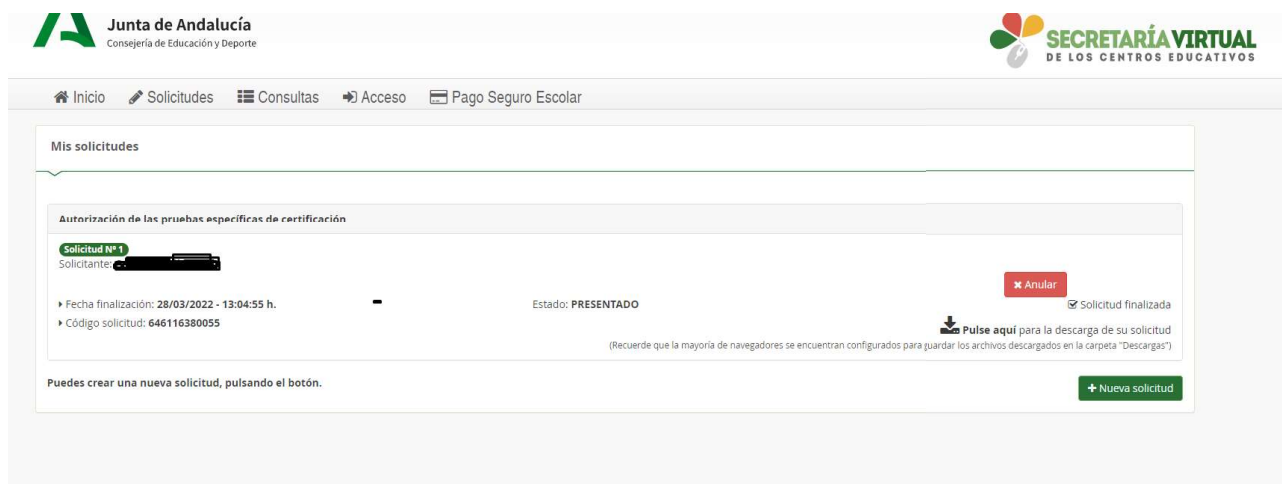 Junta de Andalucía
Consejería de Educación y Deporte
SECRETARÍA VIRTUAL
DE LOS CENTROS EDUCATIVOS
Inicio Solicitudes Consultas Acceso Pago Seguro Escolar
Mis solicitudes
Autorización de las pruebas específicas de certificación
Solicitud Nº 1
Solicitante:
Anular
Fecha finalización: 28/03/2022 - 13:04:55 h. Estado: PRESENTADO Solicitud finalizada
Código solicitud: 646116380055
Pulse aquí para la descarga de su solicitud
(Recuerde que la mayoría de navegadores se encuentran configurados para guardar los archivos descargados en la carpeta "Descargas")
Puedes crear una nueva solicitud, pulsando el botón.
Nueva solicitud